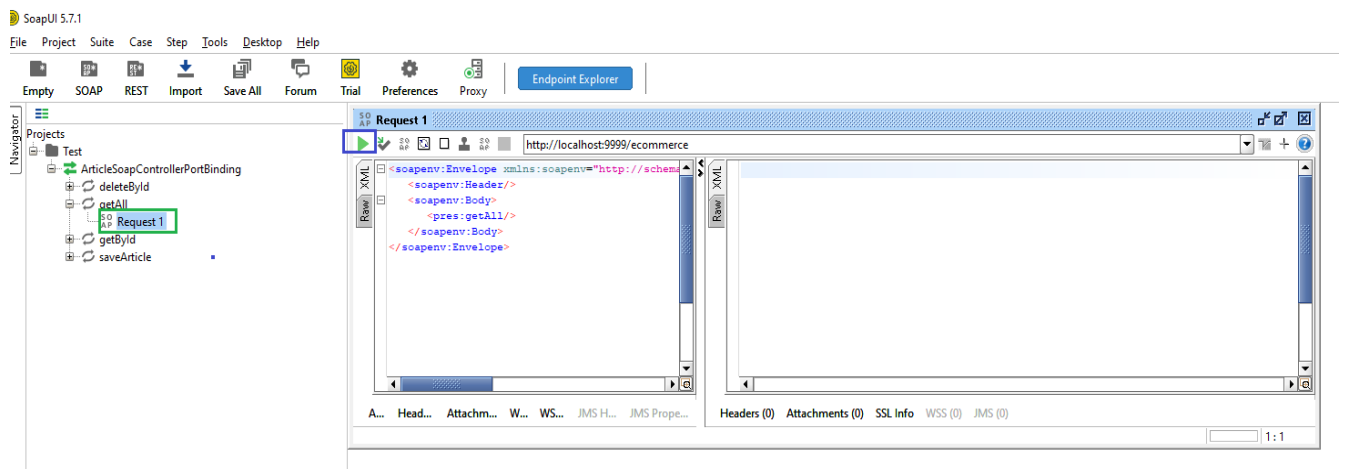 SoapUI 5.7.1
File Project Suite Case Step Tools Desktop Help
Empty SOAP REST Import Save All Forum Trial Preferences Proxy Endpoint Explorer
Navigator
Projects
Test
ArticleSoapControllerPortBinding
deleteById
getAll
Request 1
getById
saveArticle
Request 1
http://localhost:9999/ecommerce
XML
Raw
<soapenv:Envelope xmlns:soapenv="http://schema
<soapenv:Header/>
<soapenv:Body>
<pres:getAll/>
</soapenv:Body>
</soapenv:Envelope>
A... Head... Attachm... W... WS... JMS H... JMS Prope...
XML
Raw
Headers (0) Attachments (0) SSL Info WSS (0) JMS (0)
1 : 1